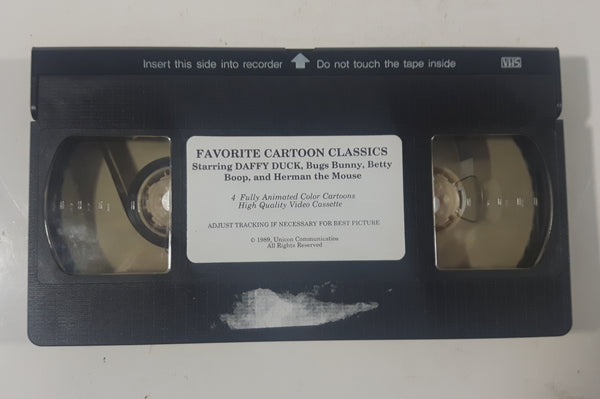 Insert this side into recorder Do not touch the tape inside VHS
FAVORITE CARTOON CLASSICS
Starring DAFFY DUCK, Bugs Bunny, Betty
Boop, and Herman the Mouse
4 Fully Animated Color Cartoons
High Quality Video Cassette
ADJUST TRACKING IF NECESSARY FOR BEST PICTURE
© 1989, Unicon Communication
All Rights Reserved